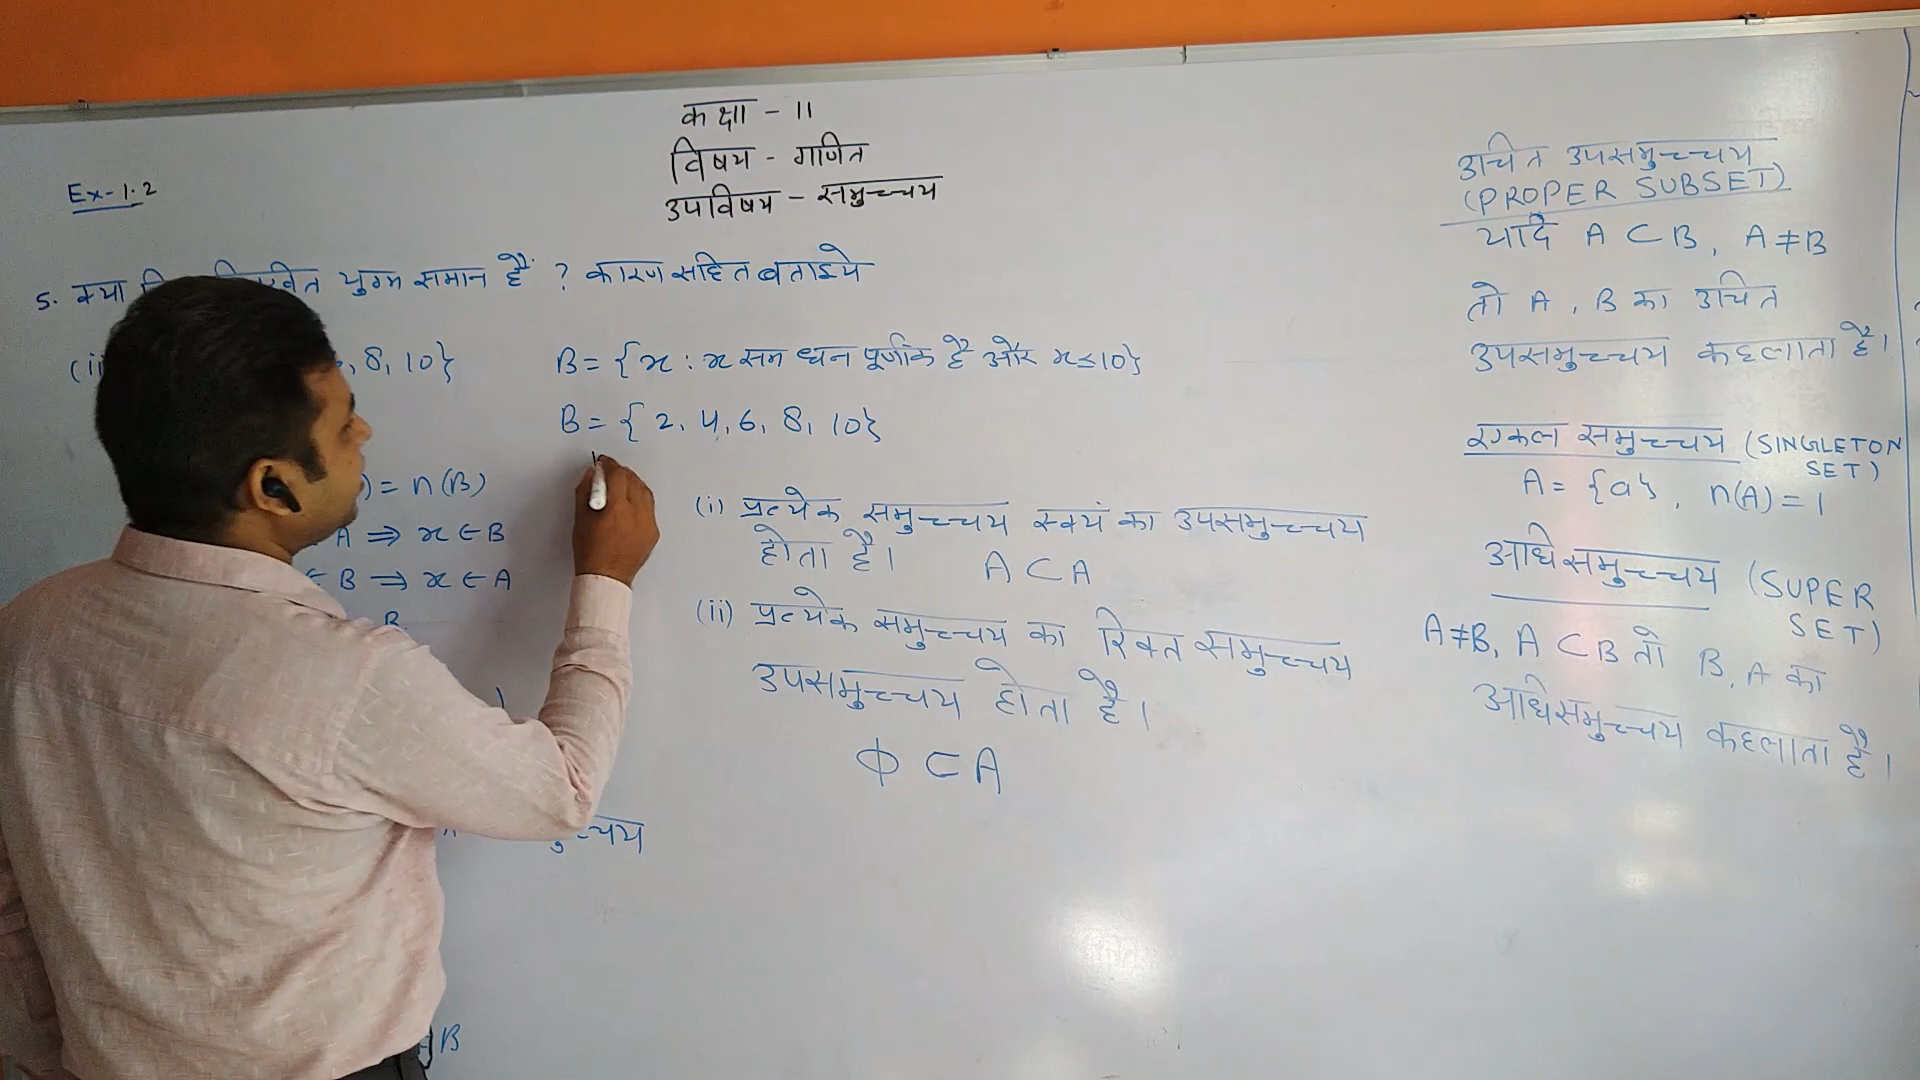 कक्षा - 11
विषय - गणित
उपविषय - समुच्चय
Ex-1.2
5. क्या युग्म समान हैं ? कारण सहित बताइये
(ii) 8, 10}
B = {x : x सम धन पूर्णांक है और x ≤ 10}
B = { 2, 4, 6, 8, 10}
) = n(B)
A ⇒ x ∈ B
∈ B ⇒ x ∈ A
B
(i) प्रत्येक समुच्चय स्वयं का उपसमुच्चय
होता है। A ⊂ A
(ii) प्रत्येक समुच्चय का रिक्त समुच्चय
उपसमुच्चय होता है।
ϕ ⊂ A
B
उचित उपसमुच्चय
(PROPER SUBSET)
यदि A ⊂ B, A ≠ B
तो A, B का उचित
उपसमुच्चय कहलाता है।
एकल समुच्चय (SINGLETON
SET)
A = {a}, n(A) = 1
अधिसमुच्चय (SUPER
SET)
A ≠ B, A ⊂ B तो B, A का
अधिसमुच्चय कहलाता है।